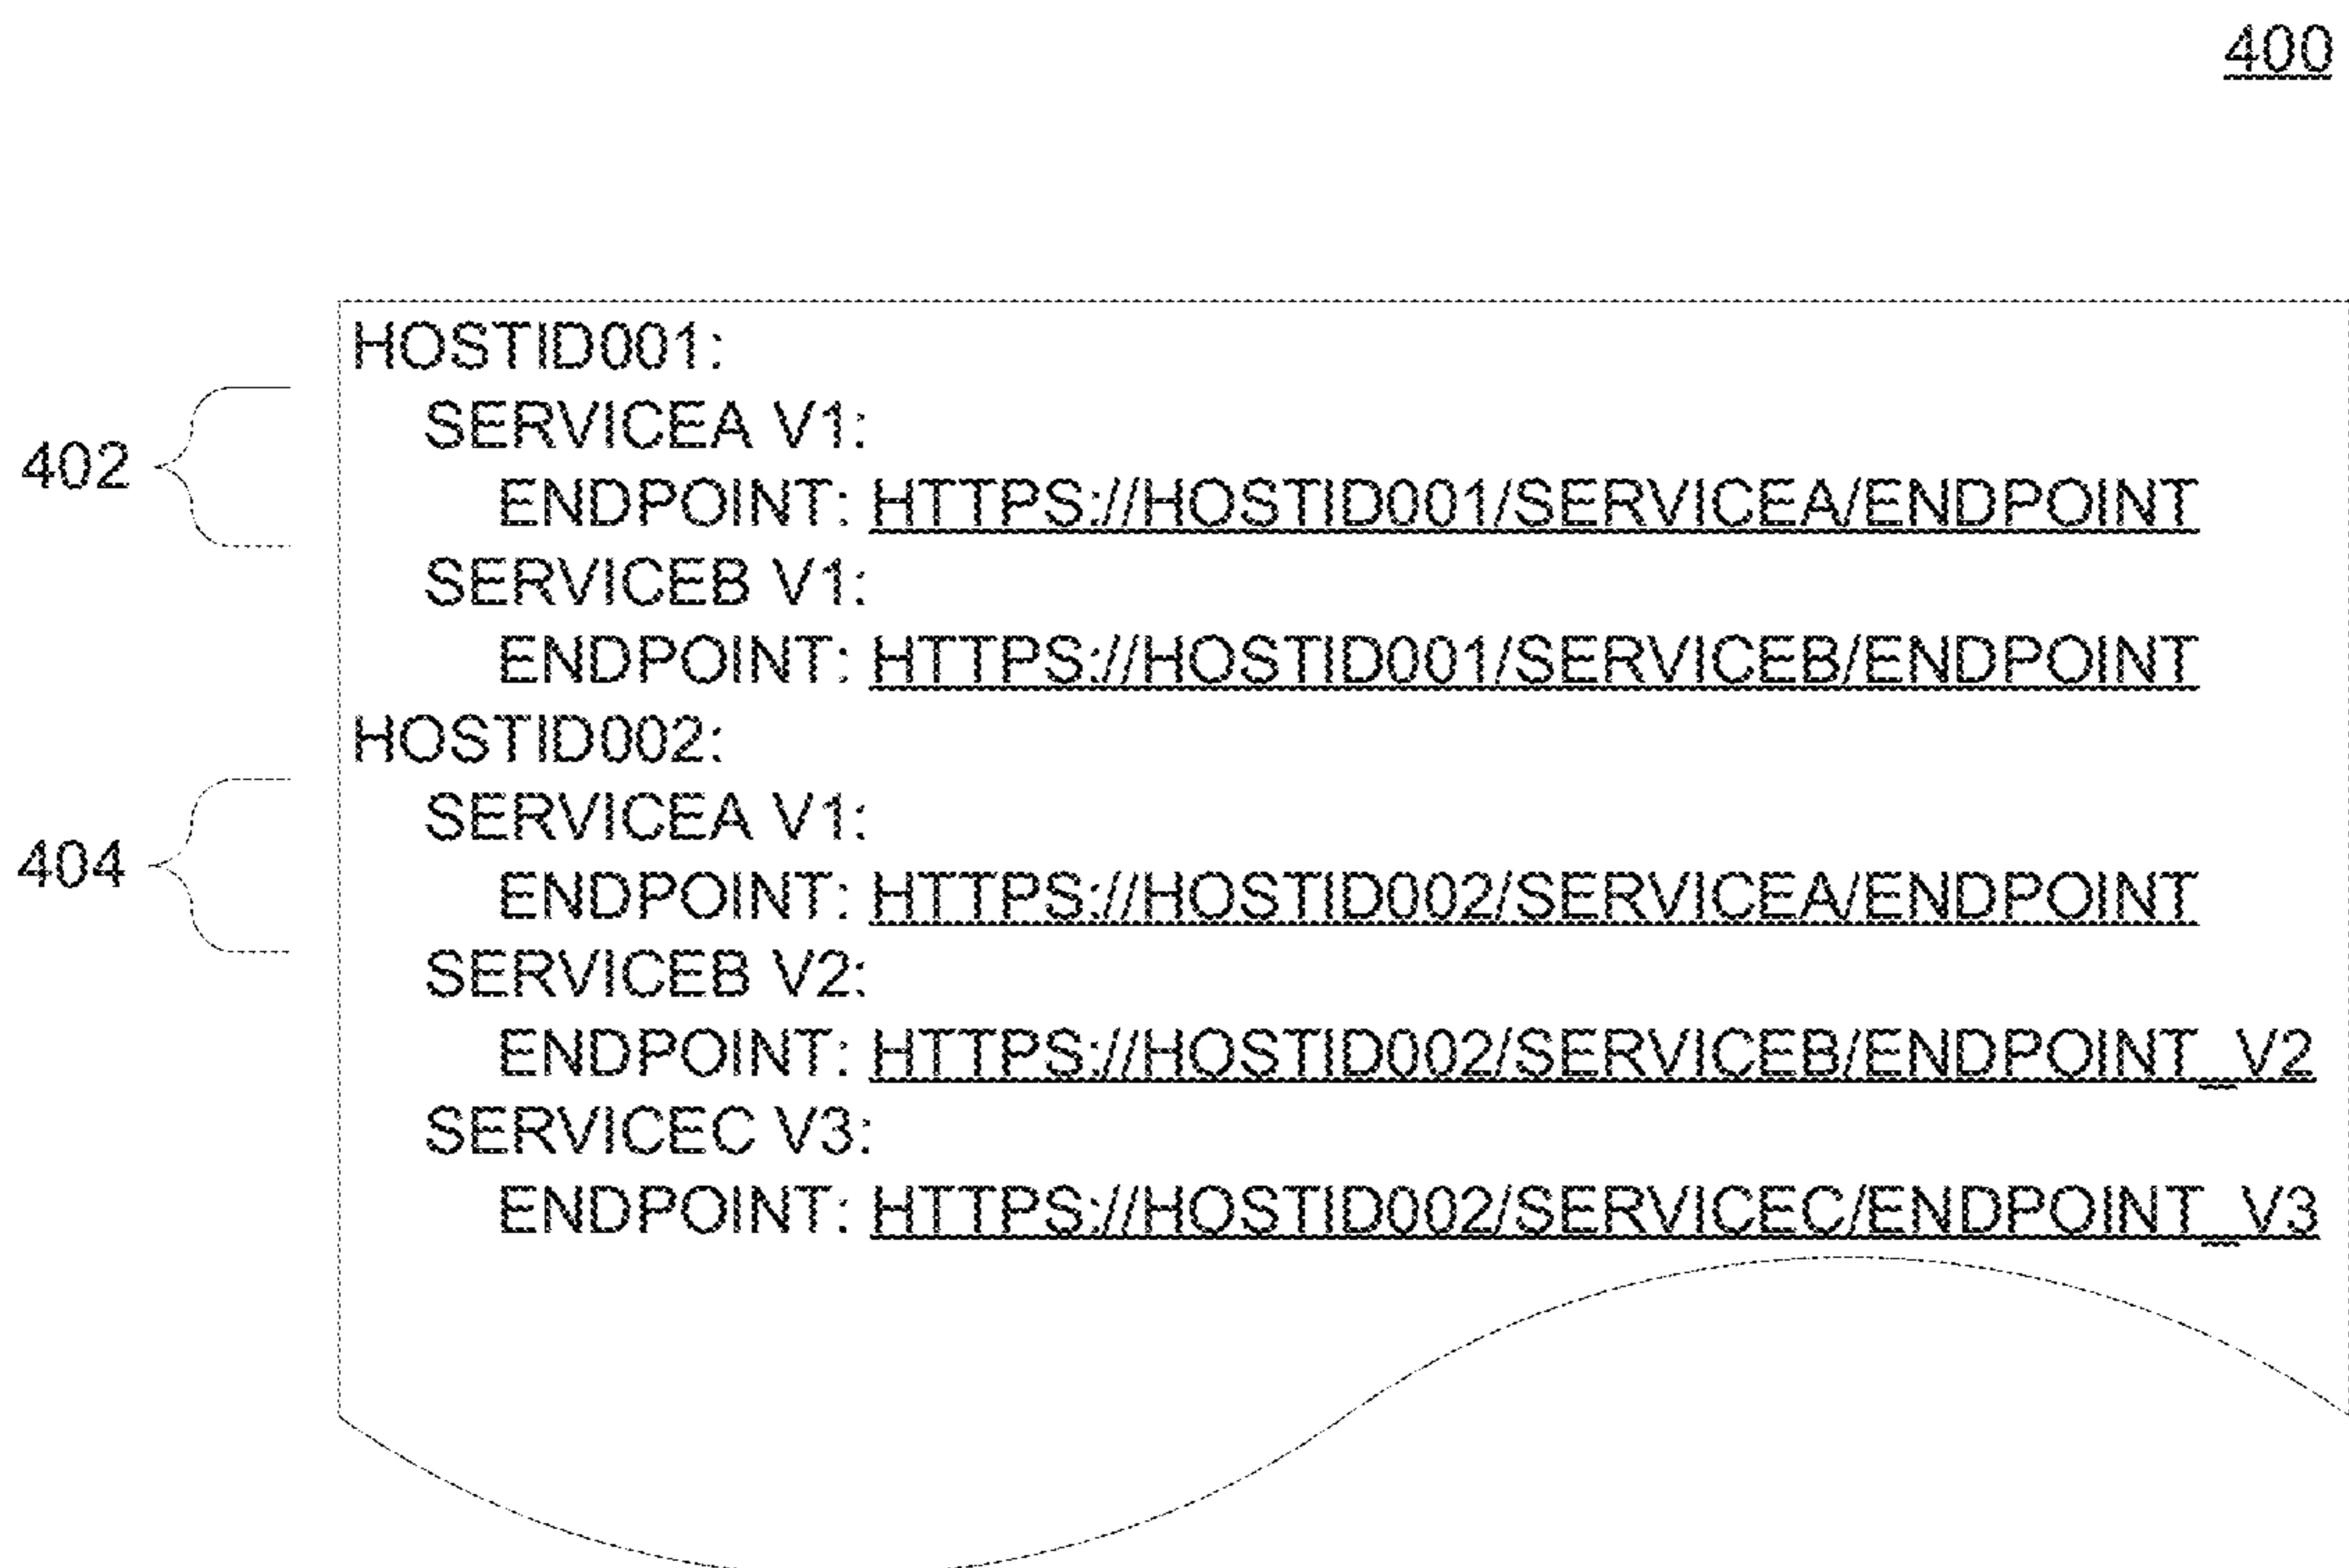 400
HOSTID001:
SERVICEA V1:
402
ENDPOINT: HTTPS://HOSTID001/SERVICEA/ENDPOINT
SERVICEB V1:
ENDPOINT: HTTPS://HOSTID001/SERVICEB/ENDPOINT
HOSTID002:
SERVICEA V1:
404
ENDPOINT: HTTPS://HOSTID002/SERVICEA/ENDPOINT
SERVICEB V2:
ENDPOINT: HTTPS://HOSTID002/SERVICEB/ENDPOINT_V2
SERVICEC V3:
ENDPOINT: HTTPS://HOSTID002/SERVICEC/ENDPOINT_V3